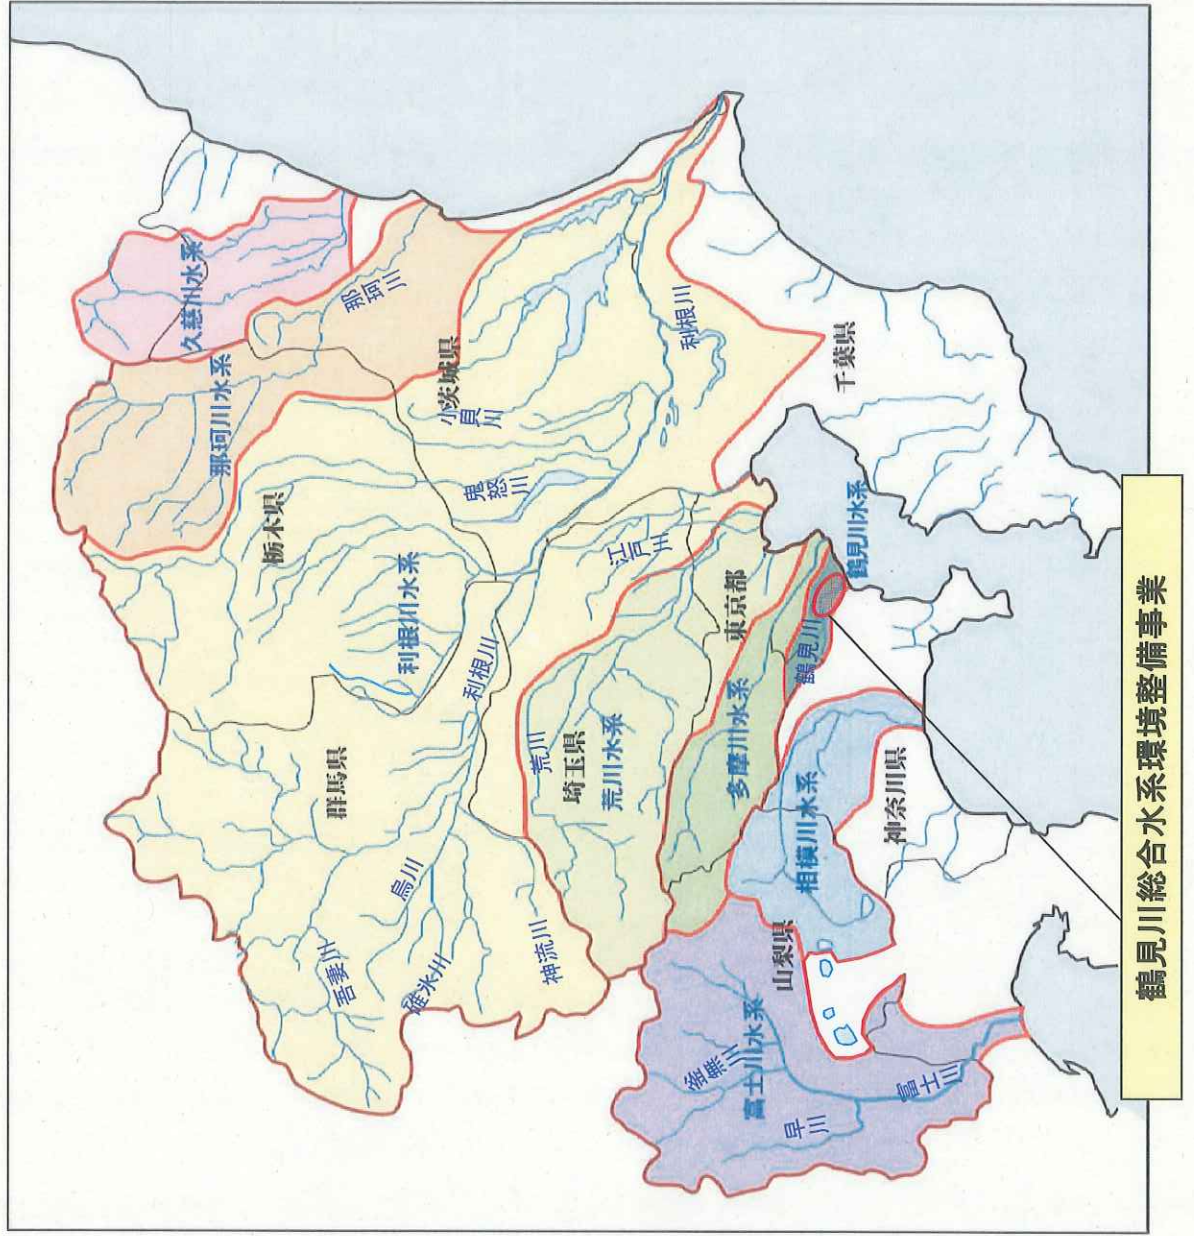 久慈川水系
那珂川
那珂川水系
茨城県
小貝川
鬼怒川
栃木県
利根川水系
利根川
利根川
千葉県
江戸川
東京都
鶴見川水系
鶴見川
荒川
埼玉県
荒川水系
多摩川水系
群馬県
烏川
吾妻川
碓氷川
神流川
相模川水系
神奈川県
山梨県
富士川水系
釜無川
早川
富士川
鶴見川総合水系環境整備事業